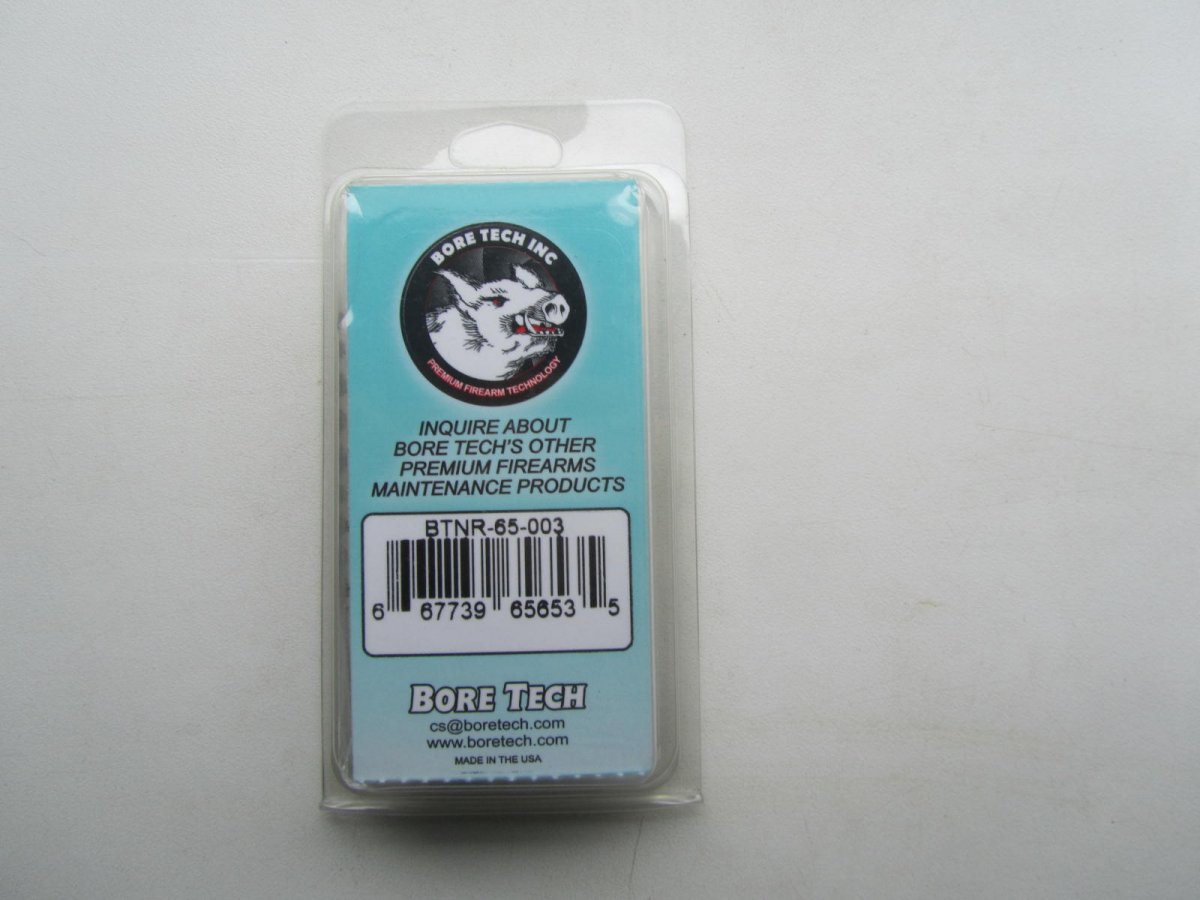 BORE TECH INC
PREMIUM FIREARM TECHNOLOGY
INQUIRE ABOUT
BORE TECH'S OTHER
PREMIUM FIREARMS
MAINTENANCE PRODUCTS
BTNR-65-003
6 67739 65653 5
BORE TECH
cs@boretech.com
www.boretech.com
MADE IN THE USA